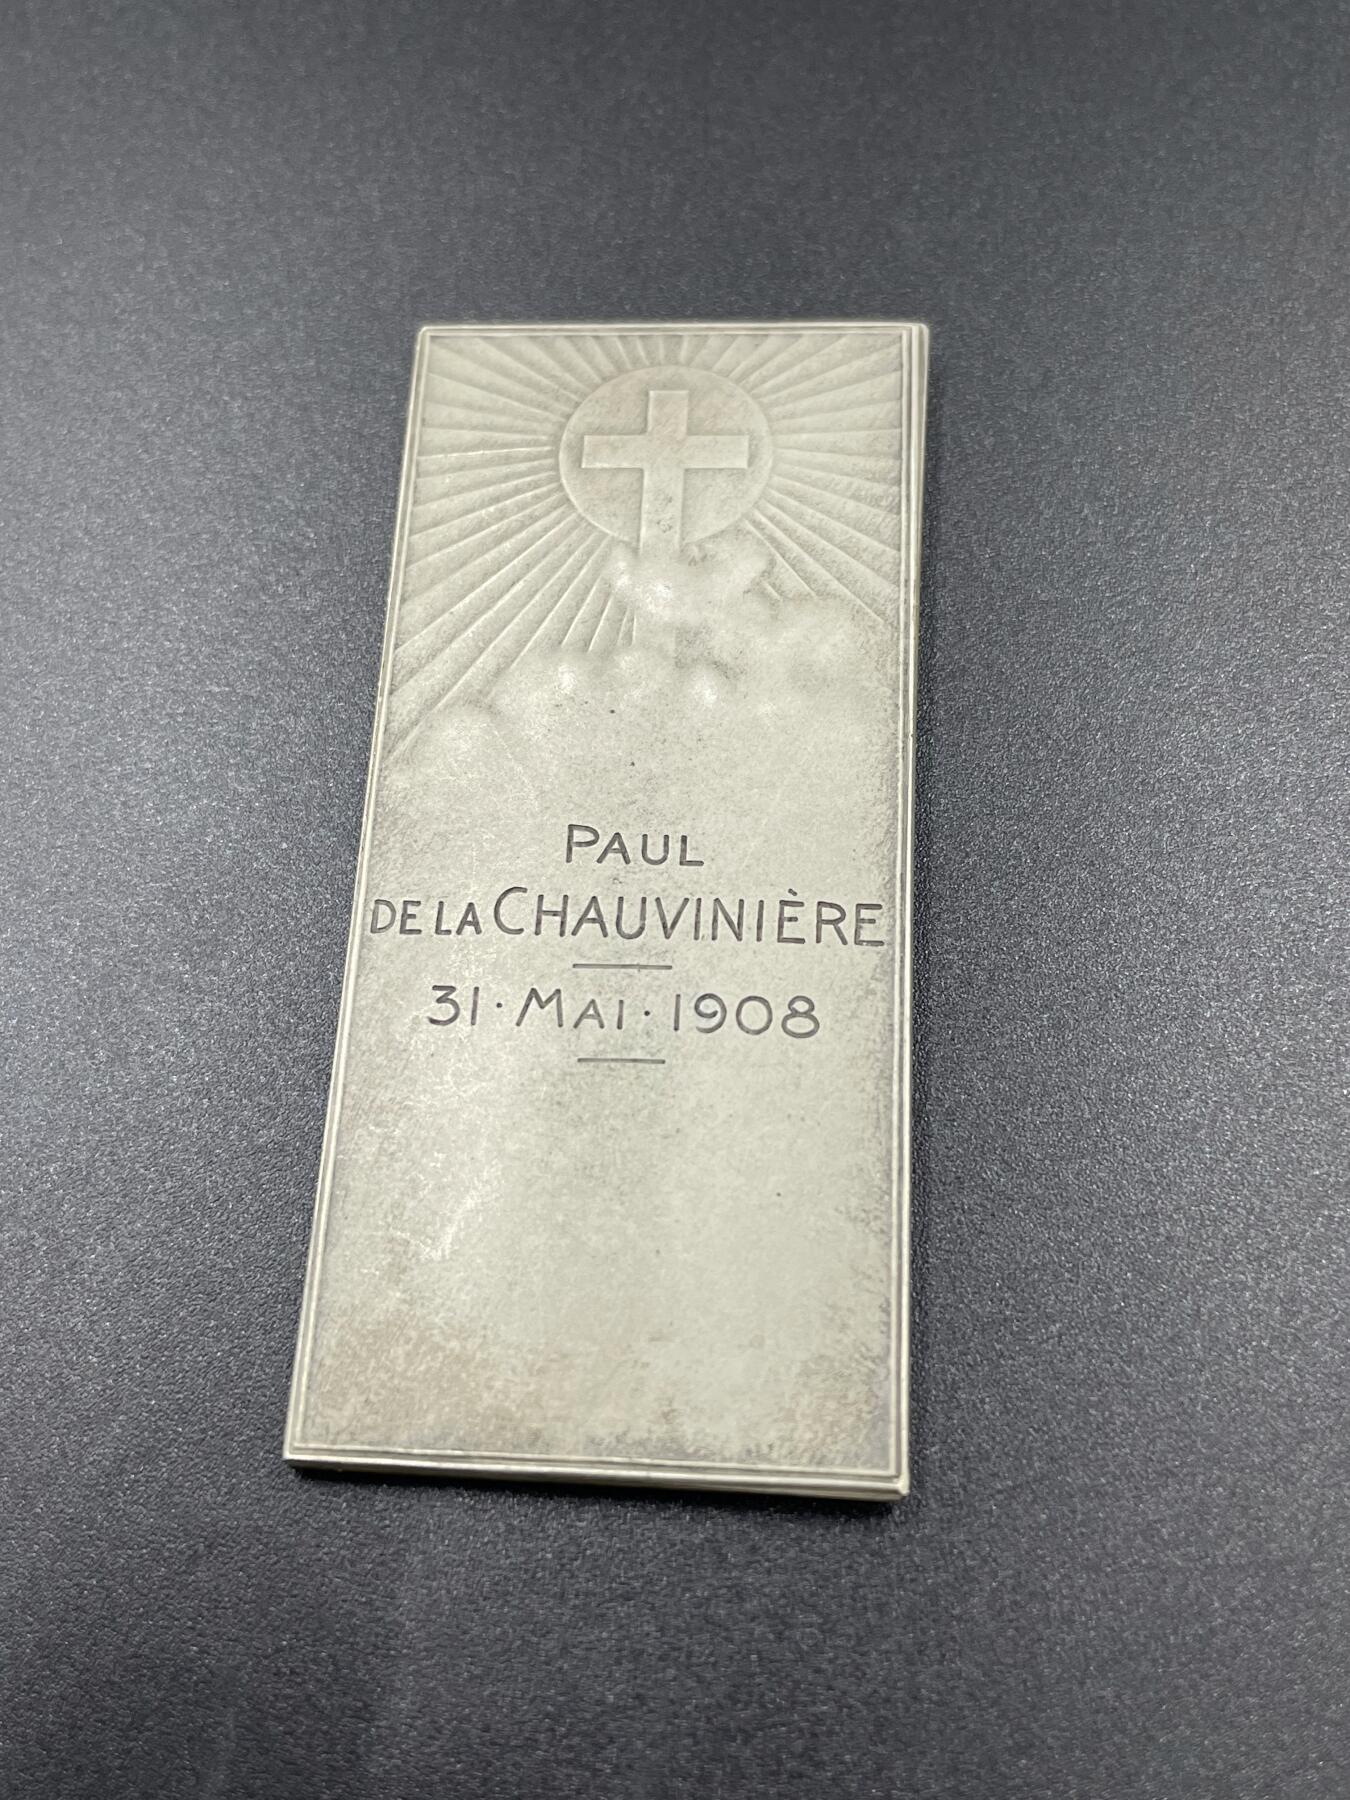 PAUL
DE LA CHAUVINIÈRE
31 · MAI · 1908